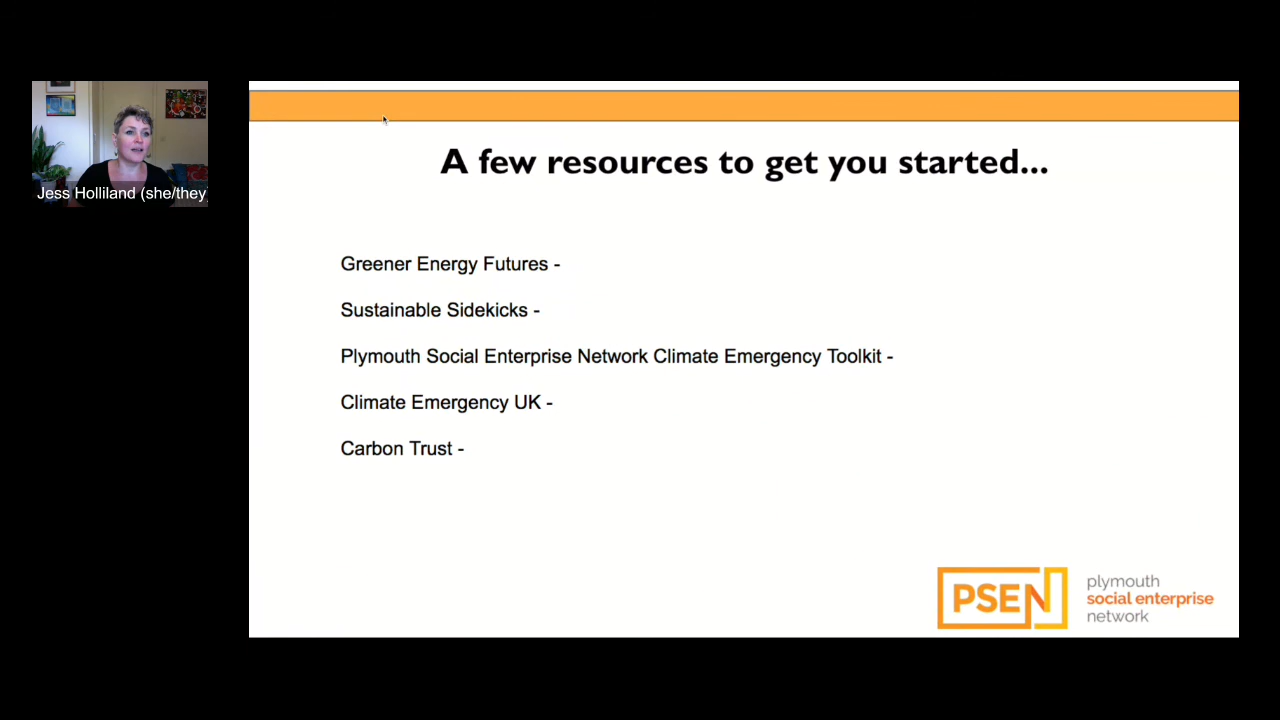 Jess Holliland (she/they)
A few resources to get you started...
Greener Energy Futures -
Sustainable Sidekicks -
Plymouth Social Enterprise Network Climate Emergency Toolkit -
Climate Emergency UK -
Carbon Trust -
PSEN
plymouth
social enterprise
network